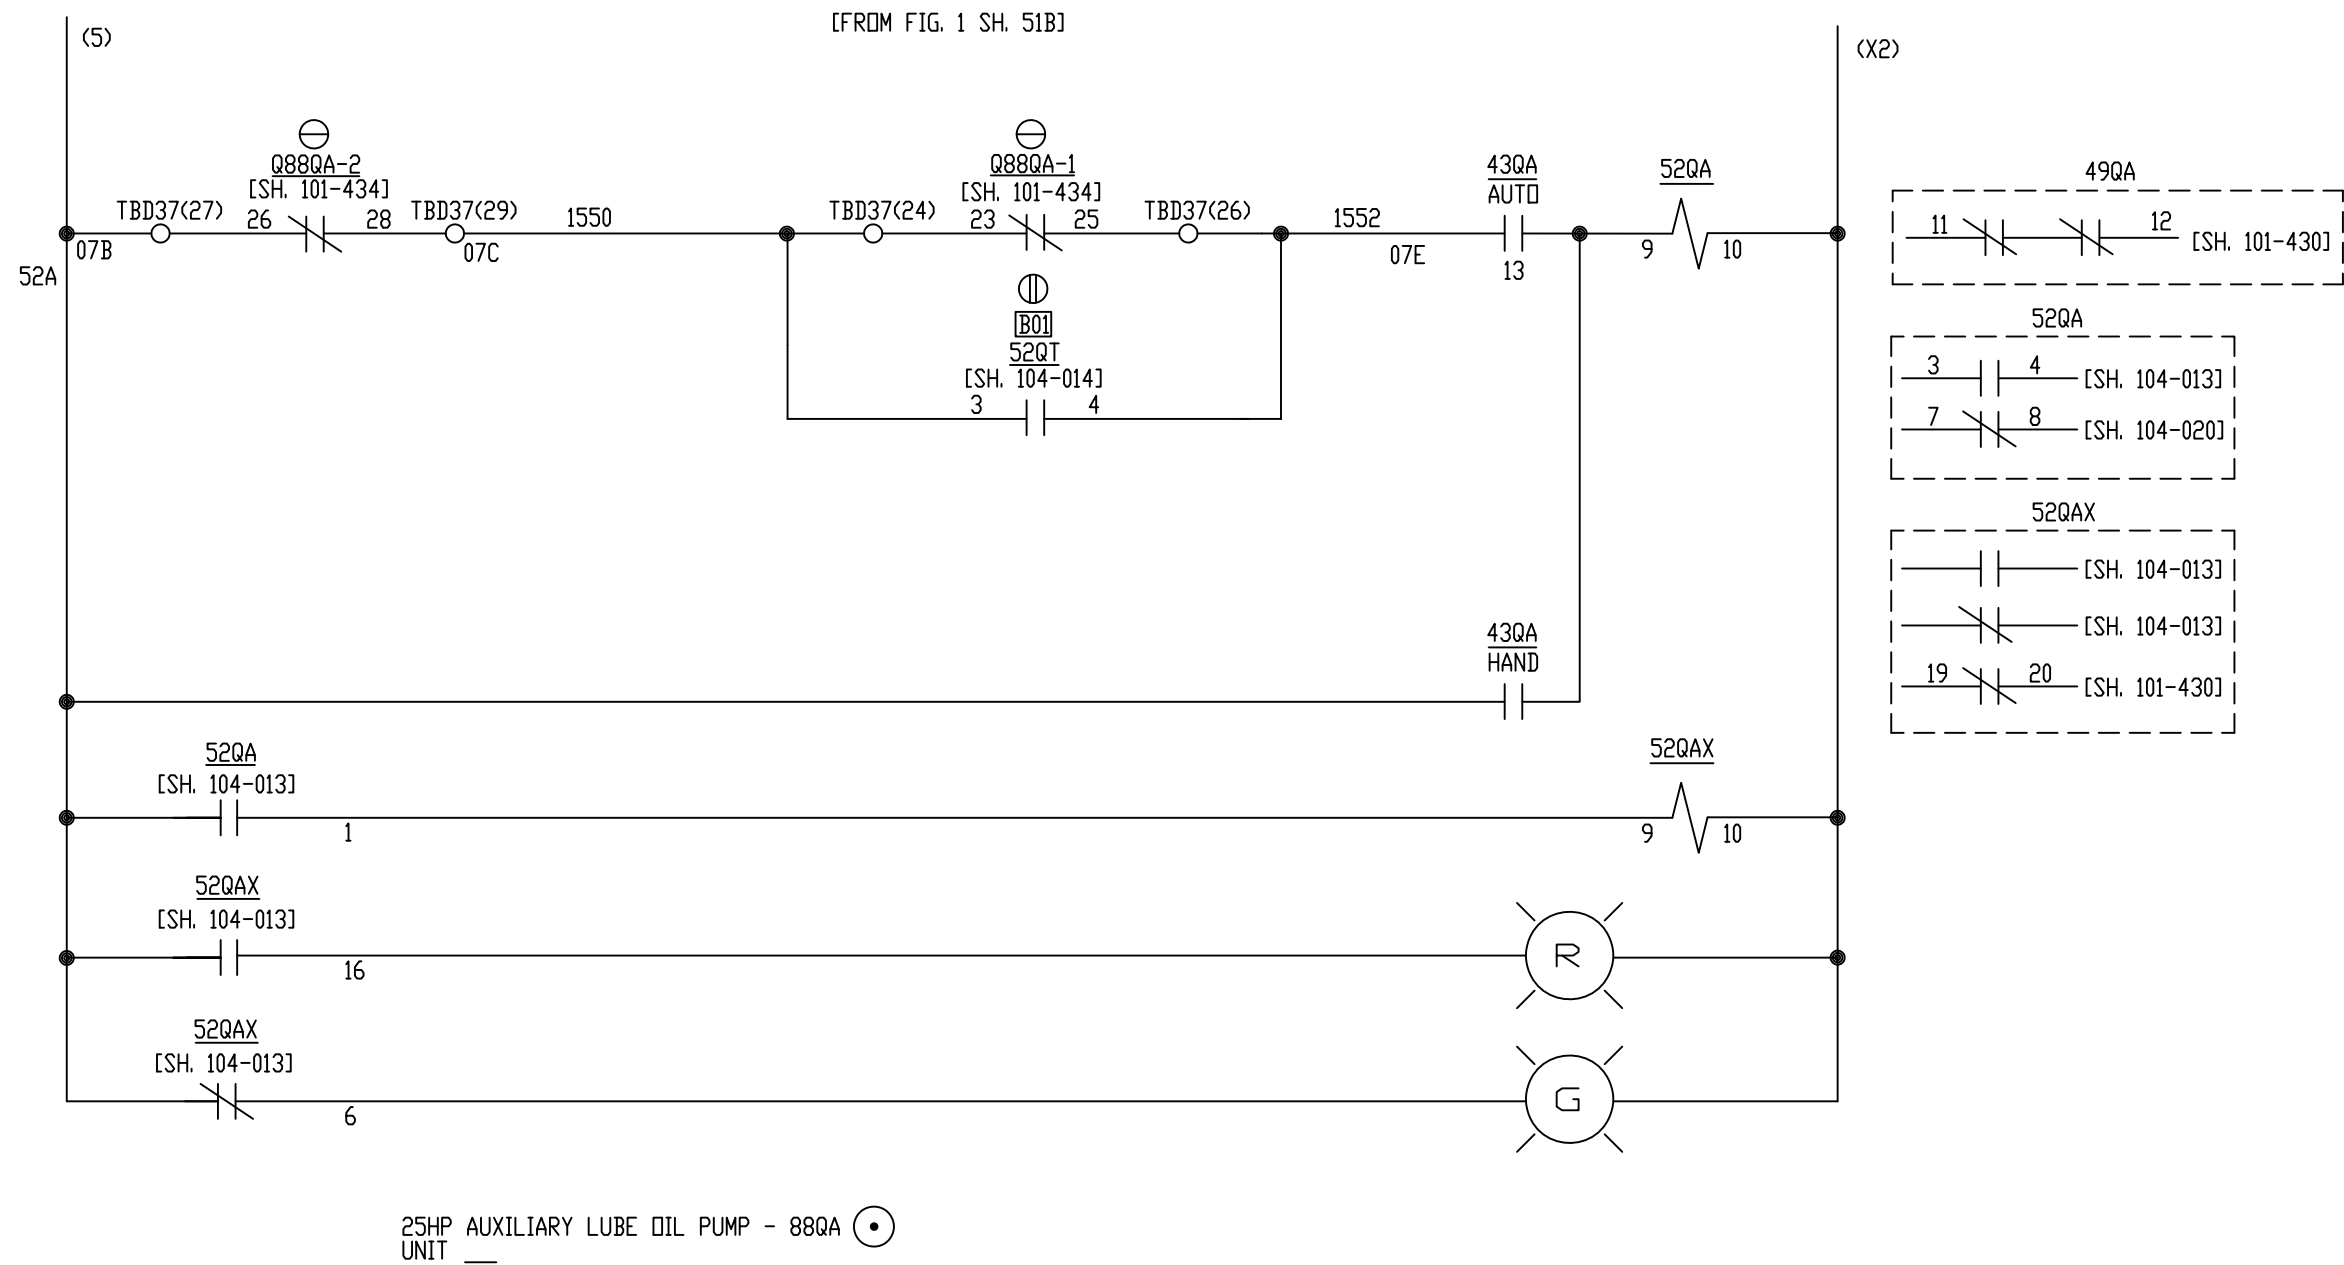 [FROM FIG. 1 SH. 51B]
(5)
(X2)
Q88QA-2
[SH. 101-434]
TBD37(27)
26
28
TBD37(29)
1550
07B
07C
52A
Q88QA-1
[SH. 101-434]
TBD37(24)
23
25
TBD37(26)
1552
07E
43QA
AUTO
13
52QA
9
10
B01
52QT
[SH. 104-014]
3
4
43QA
HAND
52QA
[SH. 104-013]
1
52QAX
9
10
52QAX
[SH. 104-013]
16
R
52QAX
[SH. 104-013]
6
G
49QA
11
12
[SH. 101-430]
52QA
3
4
[SH. 104-013]
7
8
[SH. 104-020]
52QAX
[SH. 104-013]
[SH. 104-013]
19
20
[SH. 101-430]
25HP AUXILIARY LUBE OIL PUMP - 88QA
UNIT __